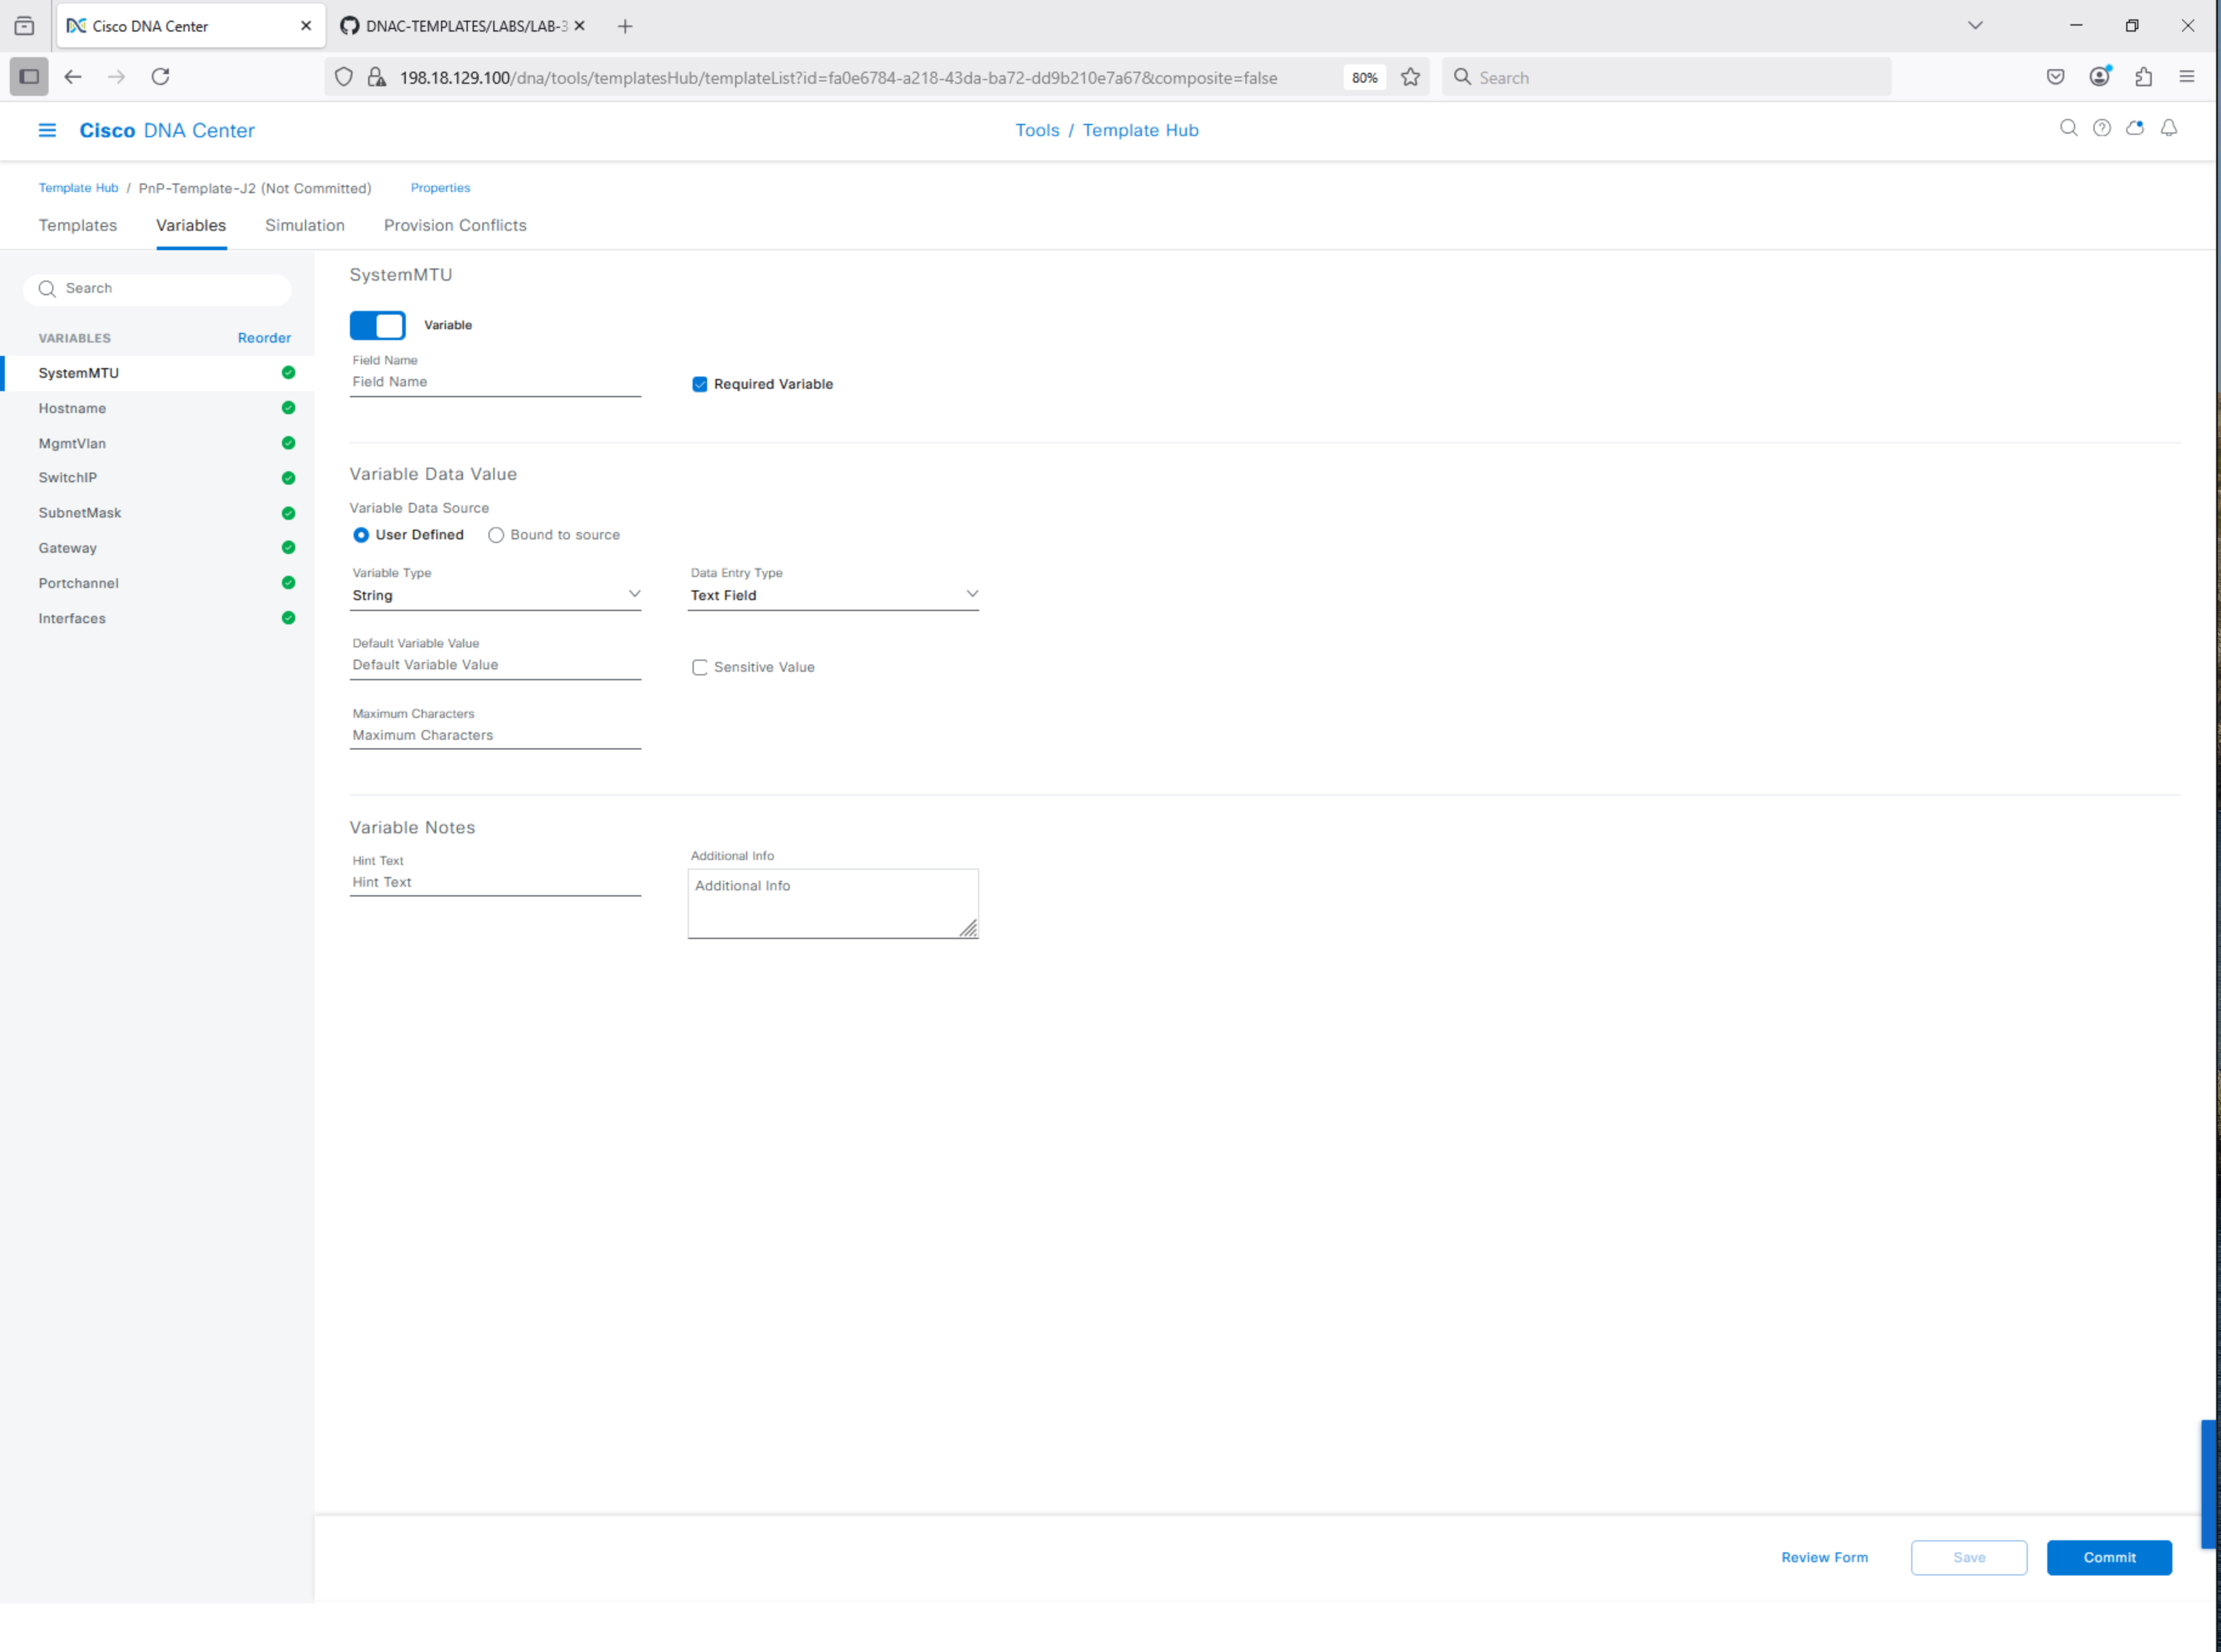 Cisco DNA Center
DNAC-TEMPLATES/LABS/LAB-3
198.18.129.100/dna/tools/templatesHub/templateList?id=fa0e6784-a218-43da-ba72-dd9b210e7a67&composite=false
80%
Search
Cisco DNA Center
Tools / Template Hub
Template Hub / PnP-Template-J2 (Not Committed) Properties
Templates Variables Simulation Provision Conflicts
Search
VARIABLES Reorder
SystemMTU
Hostname
MgmtVlan
SwitchIP
SubnetMask
Gateway
Portchannel
Interfaces
SystemMTU
Variable
Field Name
Field Name
Required Variable
Variable Data Value
Variable Data Source
User Defined Bound to source
Variable Type
String
Data Entry Type
Text Field
Default Variable Value
Default Variable Value
Sensitive Value
Maximum Characters
Maximum Characters
Variable Notes
Hint Text
Hint Text
Additional Info
Additional Info
Review Form Save Commit